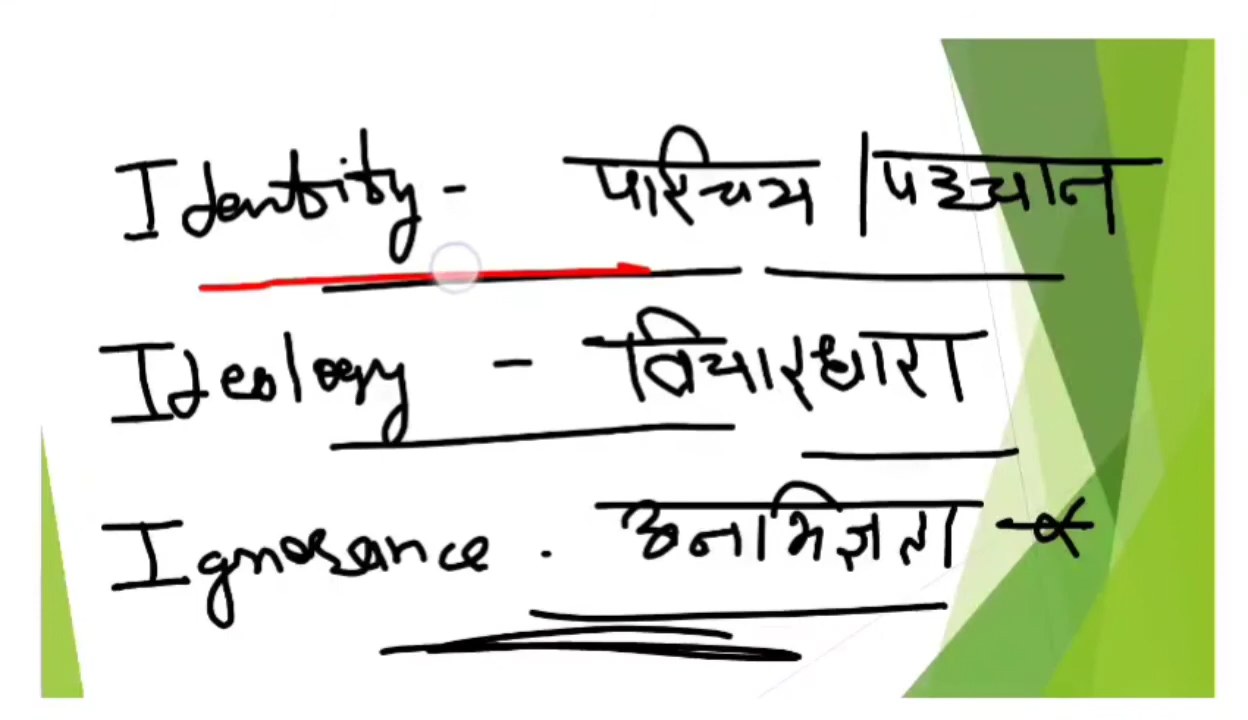 Identity - परिचय | पहचान
Ideology - विचारधारा
Ignorance . अनभिज्ञता